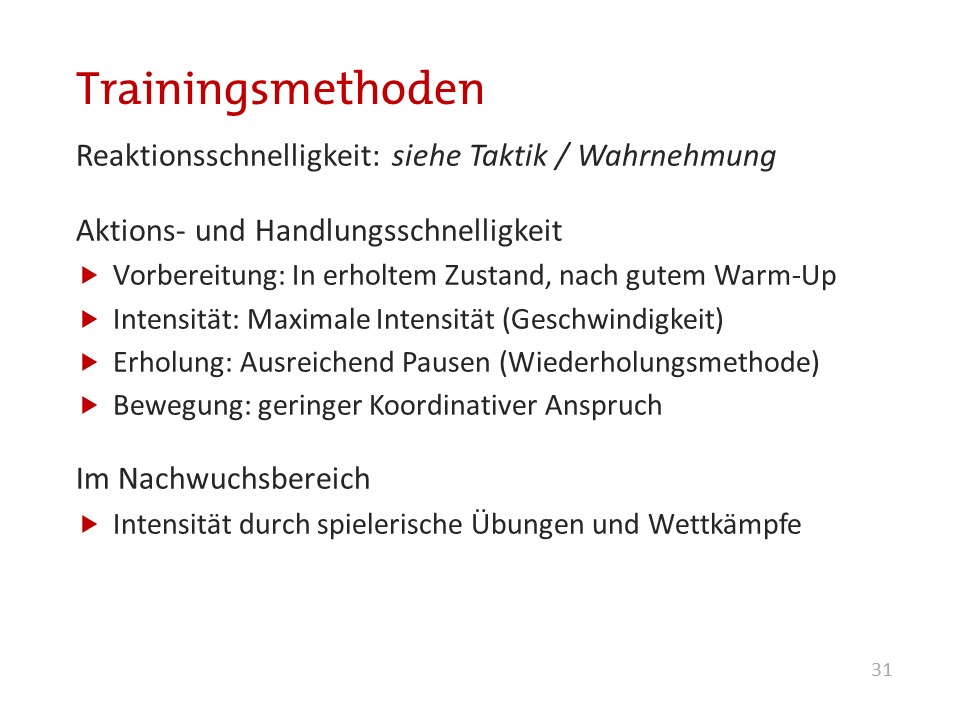 Trainingsmethoden
Reaktionsschnelligkeit: siehe Taktik / Wahrnehmung
Aktions- und Handlungsschnelligkeit
Vorbereitung: In erholtem Zustand, nach gutem Warm-Up
Intensität: Maximale Intensität (Geschwindigkeit)
Erholung: Ausreichend Pausen (Wiederholungsmethode)
Bewegung: geringer Koordinativer Anspruch
Im Nachwuchsbereich
Intensität durch spielerische Übungen und Wettkämpfe
31